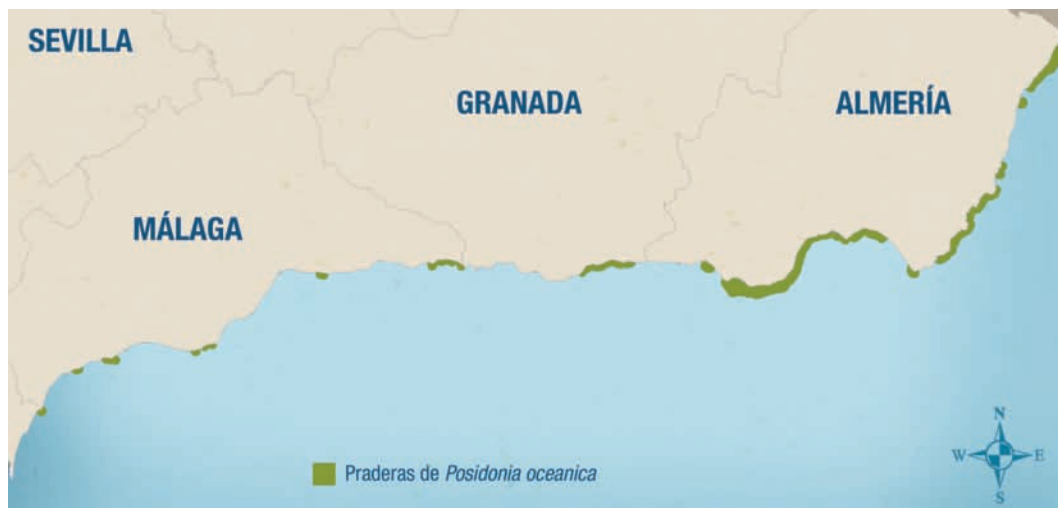 SEVILLA
GRANADA
ALMERÍA
MÁLAGA
N
W E
S
Praderas de Posidonia oceanica